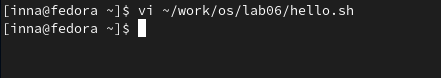 [inna@fedora ~]$ vi ~/work/os/lab06/hello.sh
[inna@fedora ~]$